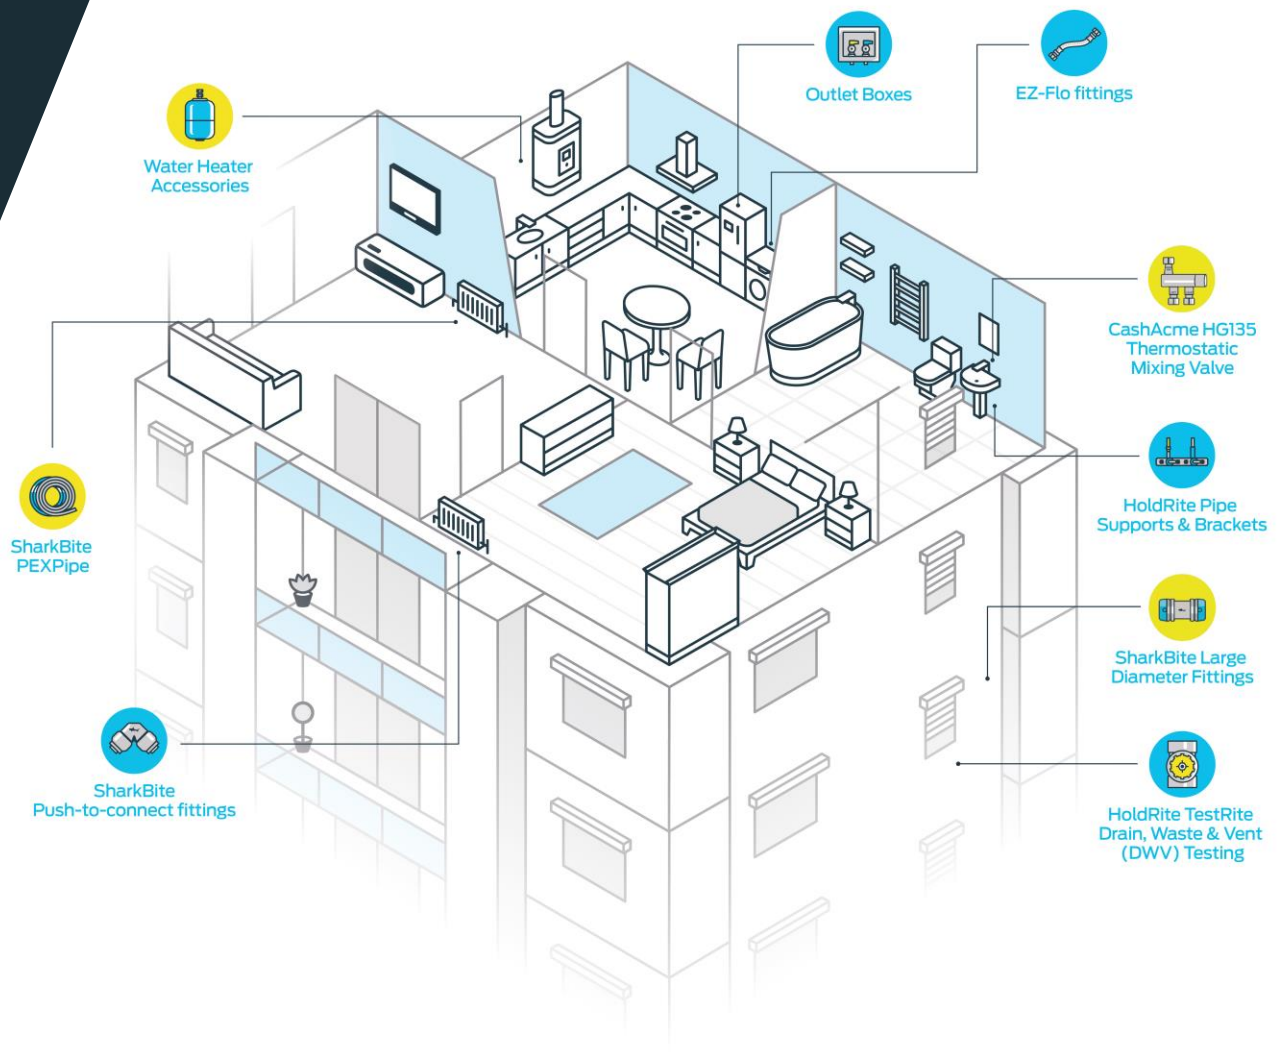 Outlet Boxes
EZ-Flo fittings
Water Heater
Accessories
CashAcme HG135
Thermostatic
Mixing Valve
HoldRite Pipe
Supports & Brackets
SharkBite
PEXPipe
SharkBite Large
Diameter Fittings
SharkBite
Push-to-connect fittings
HoldRite TestRite
Drain, Waste & Vent
(DWV) Testing